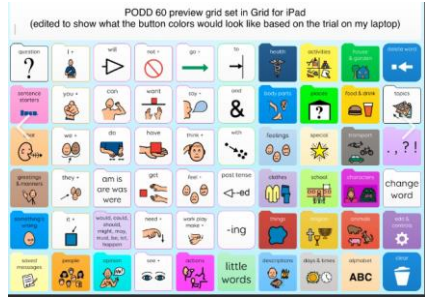 PODD 60 preview grid set in Grid for iPad
(edited to show what the button colors would look like based on the trial on my laptop)
question I + will not + go + to health activities house & garden delete word
sentence starters you + can want say + and body parts places food & drink topics
we + do have think + with feelings special transport . , ? !
greetings & manners they + am is are was were get feel + past tense -ed clothes school characters change word
something's wrong it + would, could, should, might, may, must, be, let, happen need + work play make + -ing things religion animals
saved messages people opinion see + actions little words descriptions days & times alphabet ABC clear